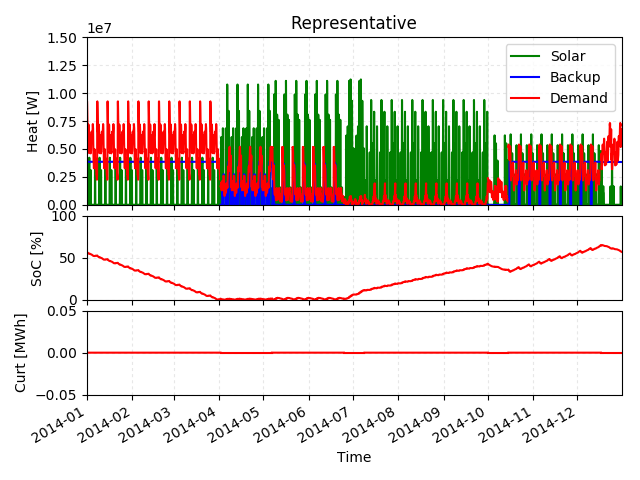 Representative
1e7
1.50
1.25
1.00
0.75
0.50
0.25
0.00
Heat [W]
Solar
Backup
Demand
100
50
0
SoC [%]
0.05
0.00
−0.05
Curt [MWh]
2014-01
2014-02
2014-03
2014-04
2014-05
2014-06
2014-07
2014-08
2014-09
2014-10
2014-11
2014-12
Time